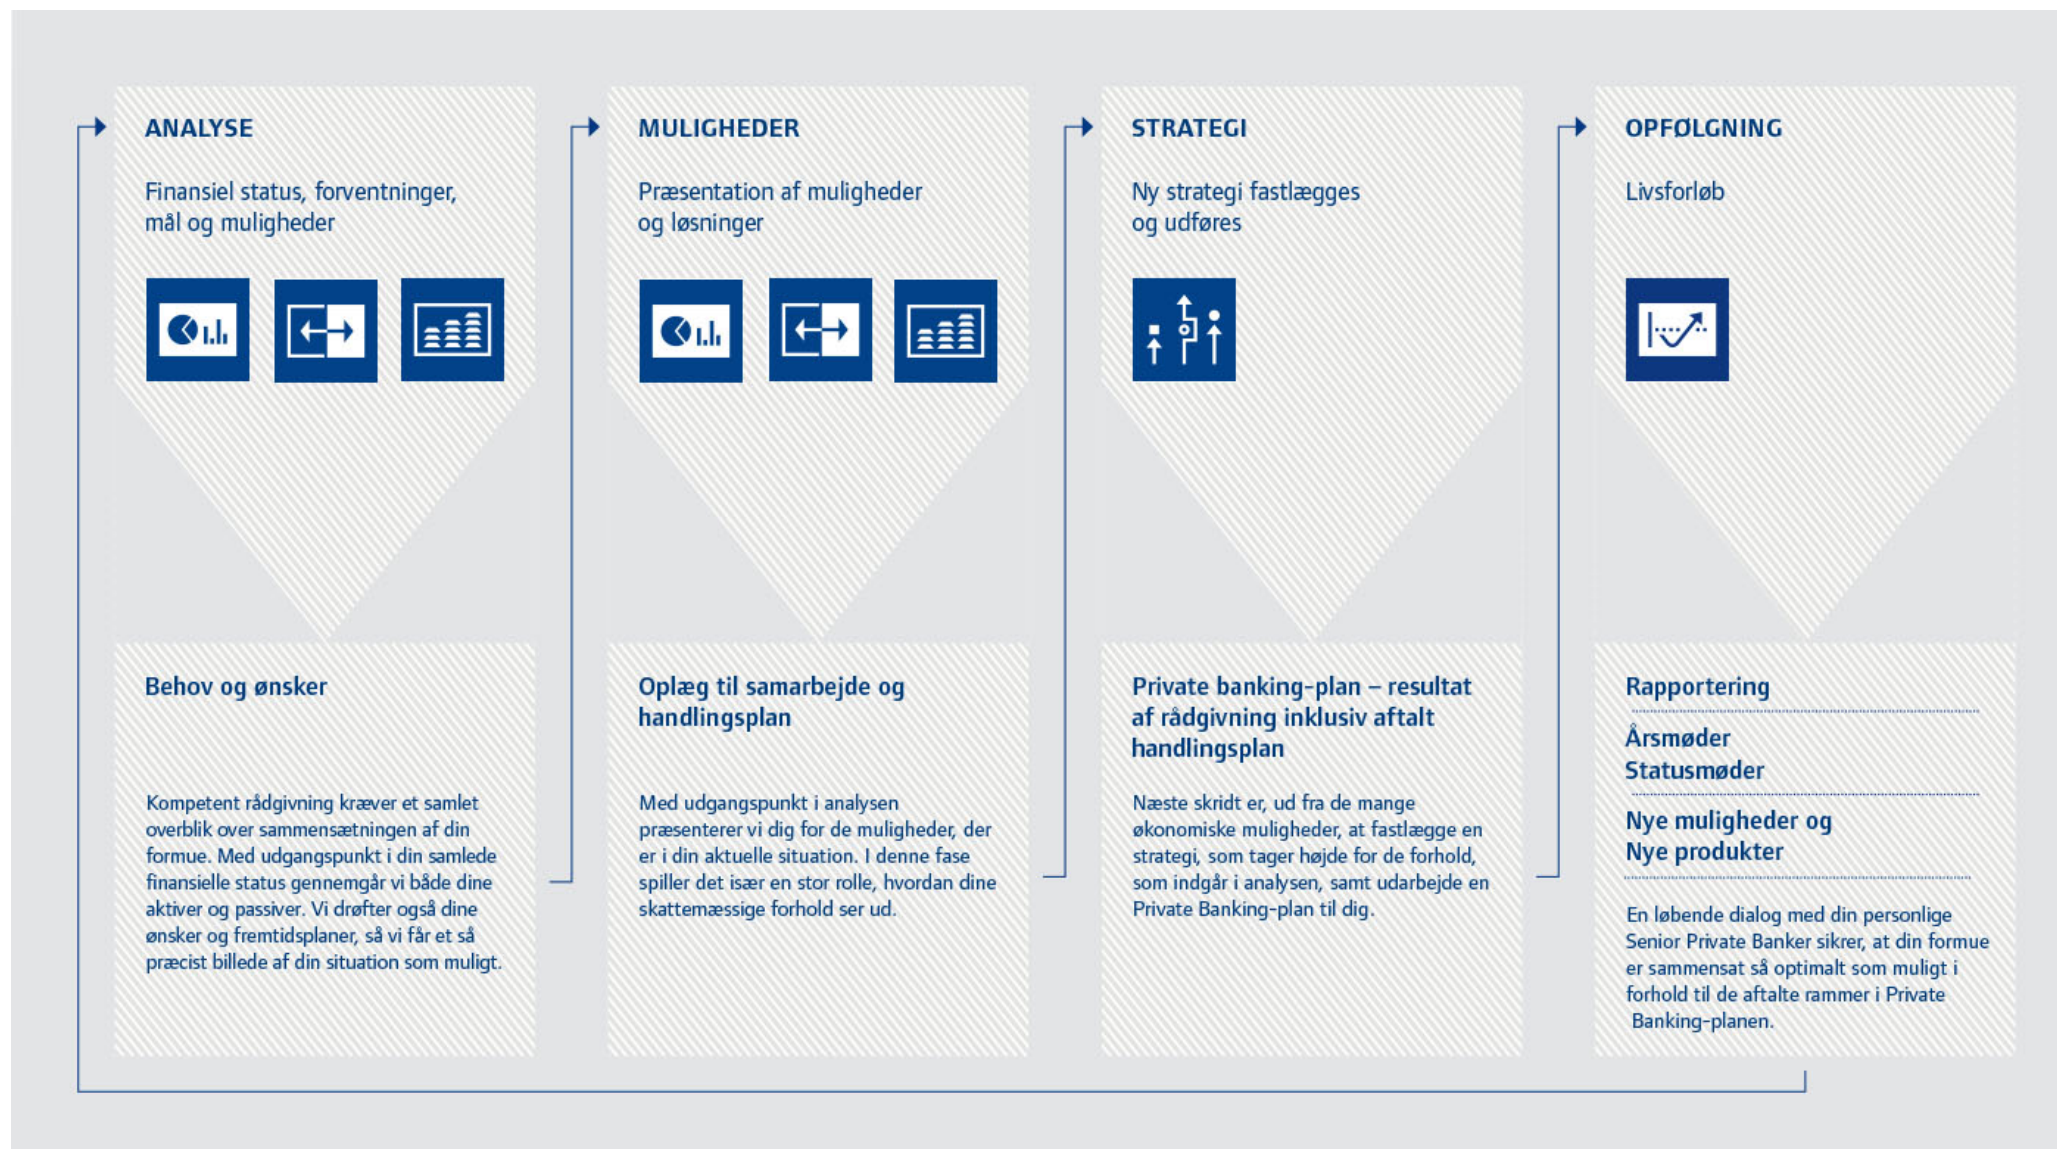 ANALYSE
Finansiel status, forventninger,
mål og muligheder
Behov og ønsker
Kompetent rådgivning kræver et samlet
overblik over sammensætningen af din
formue. Med udgangspunkt i din samlede
finansielle status gennemgår vi både dine
aktiver og passiver. Vi drøfter også dine
ønsker og fremtidsplaner, så vi får et så
præcist billede af din situation som muligt.
MULIGHEDER
Præsentation af muligheder
og løsninger
Oplæg til samarbejde og
handlingsplan
Med udgangspunkt i analysen
præsenterer vi dig for de muligheder, der
er i din aktuelle situation. I denne fase
spiller det især en stor rolle, hvordan dine
skattemæssige forhold ser ud.
STRATEGI
Ny strategi fastlægges
og udføres
Private banking-plan – resultat
af rådgivning inklusiv aftalt
handlingsplan
Næste skridt er, ud fra de mange
økonomiske muligheder, at fastlægge en
strategi, som tager højde for de forhold,
som indgår i analysen, samt udarbejde en
Private Banking-plan til dig.
OPFØLGNING
Livsforløb
Rapportering
Årsmøder
Statusmøder
Nye muligheder og
Nye produkter
En løbende dialog med din personlige
Senior Private Banker sikrer, at din formue
er sammensat så optimalt som muligt i
forhold til de aftalte rammer i Private
Banking-planen.